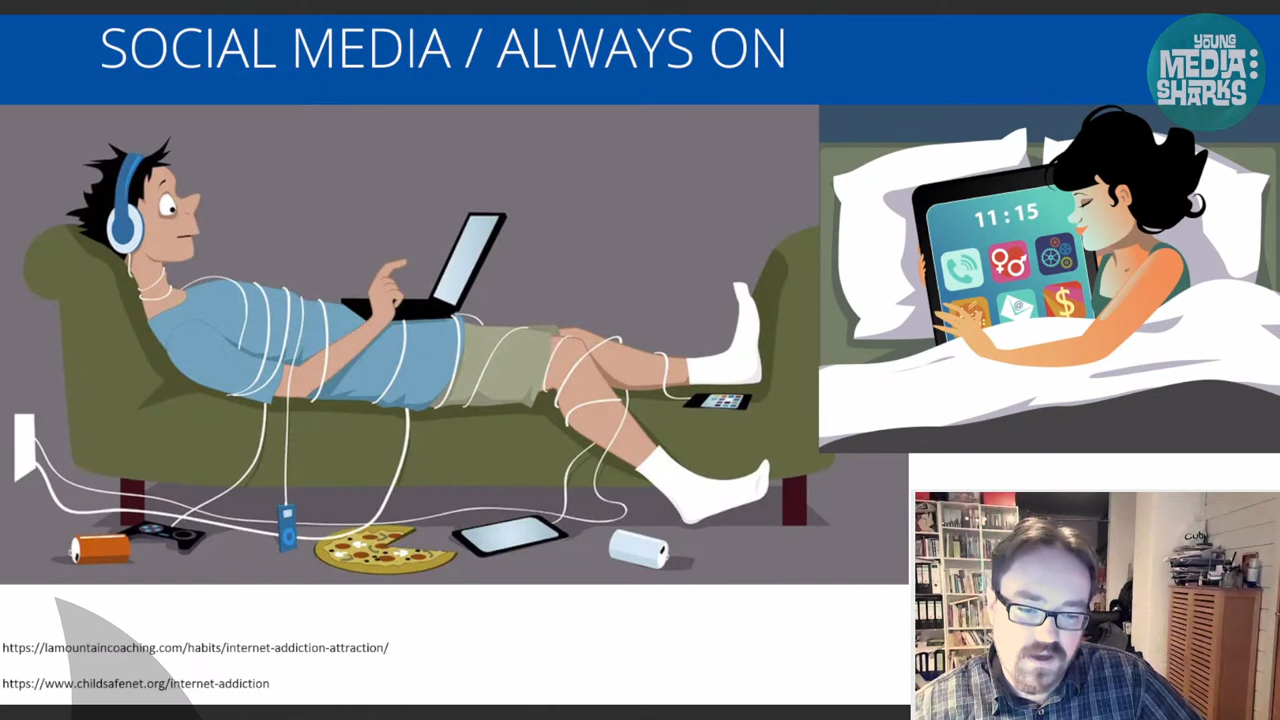 SOCIAL MEDIA / ALWAYS ON
YOUNG
MEDIA
SHARKS
11:15
@
$
https://lamountaincoaching.com/habits/internet-addiction-attraction/
https://www.childsafenet.org/internet-addiction